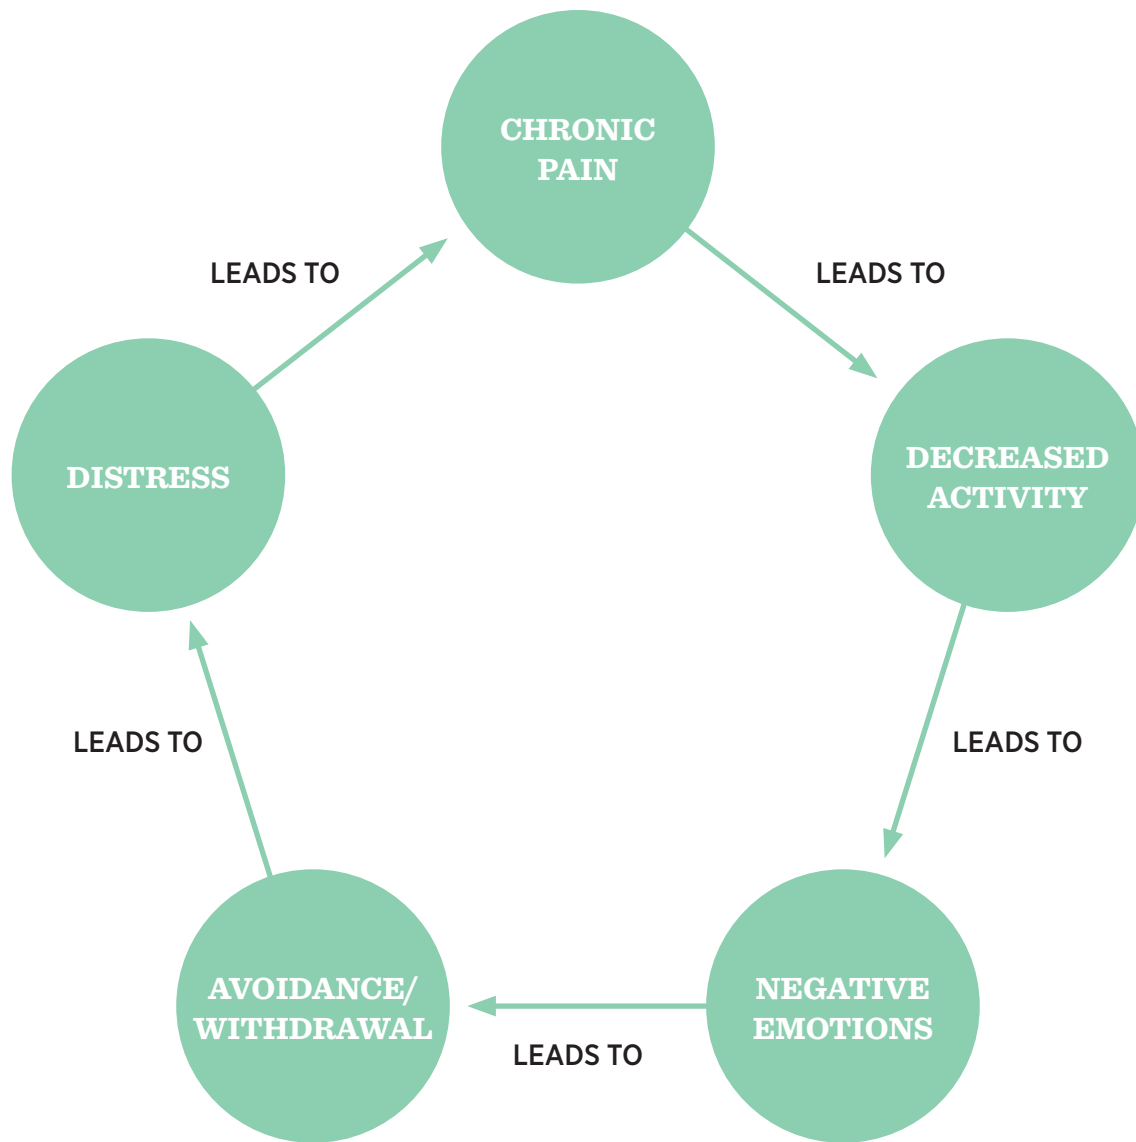 CHRONIC
PAIN
LEADS TO
DECREASED
ACTIVITY
LEADS TO
NEGATIVE
EMOTIONS
LEADS TO
AVOIDANCE/
WITHDRAWAL
LEADS TO
DISTRESS
LEADS TO